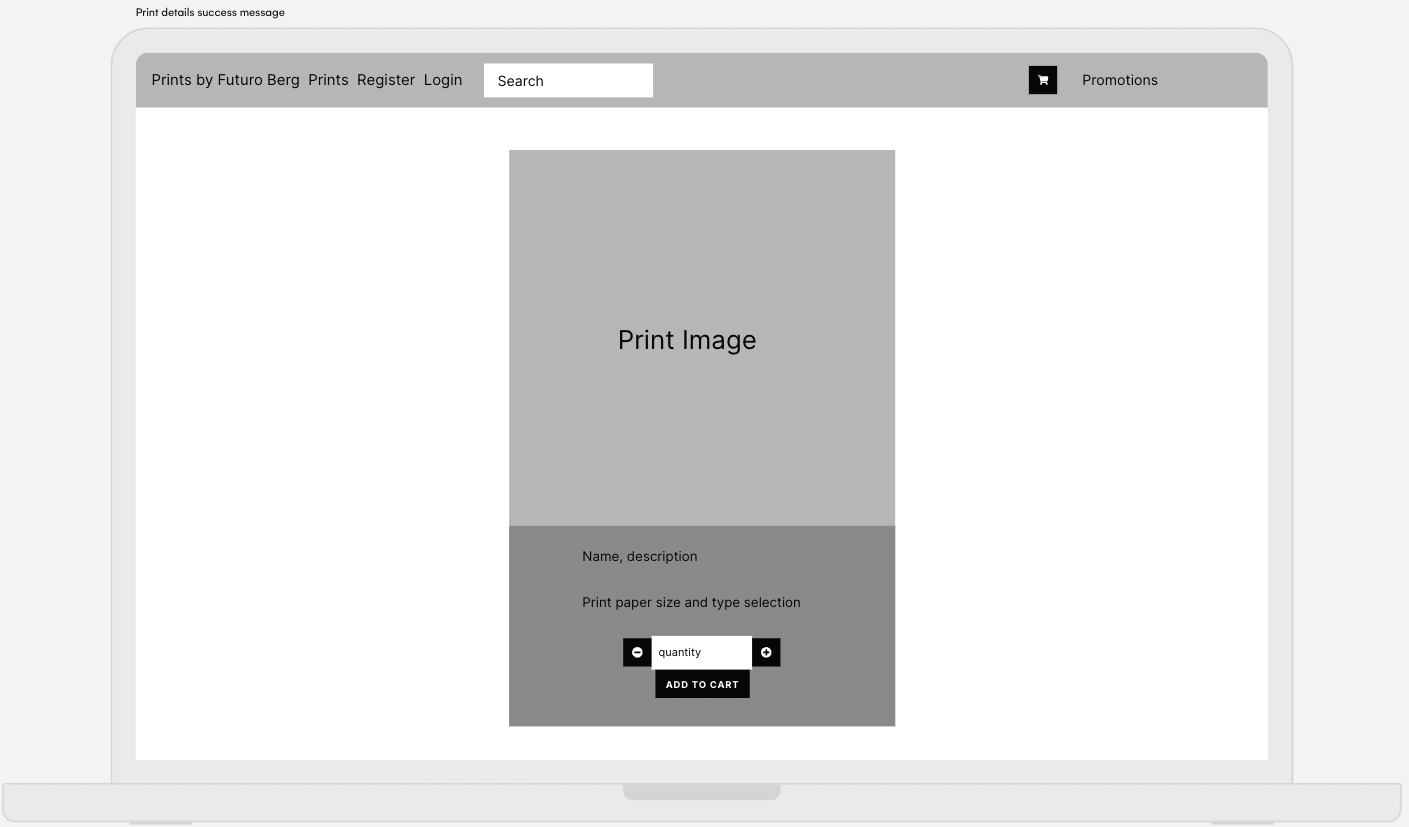 Print details success message
Prints by Futuro Berg Prints Register Login Search Promotions
Print Image
Name, description
Print paper size and type selection
quantity
ADD TO CART